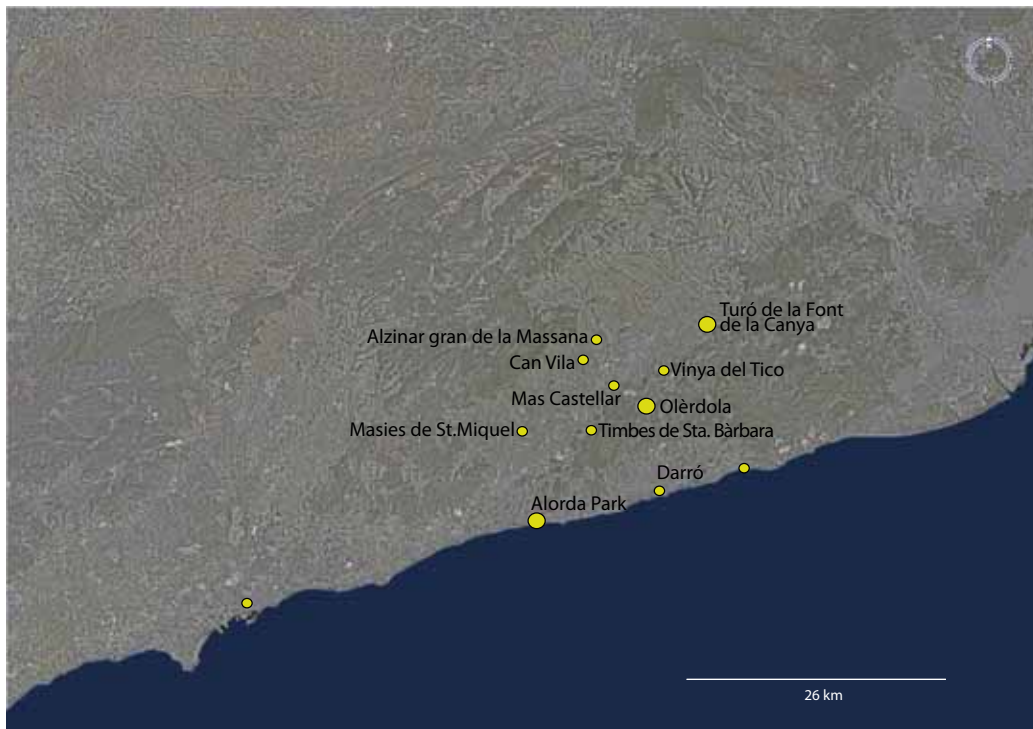 Turó de la Font
de la Canya
Alzinar gran de la Massana
Can Vila
Vinya del Tico
Mas Castellar
Olèrdola
Masies de St.Miquel
Timbes de Sta. Bàrbara
Darró
Alorda Park
26 km